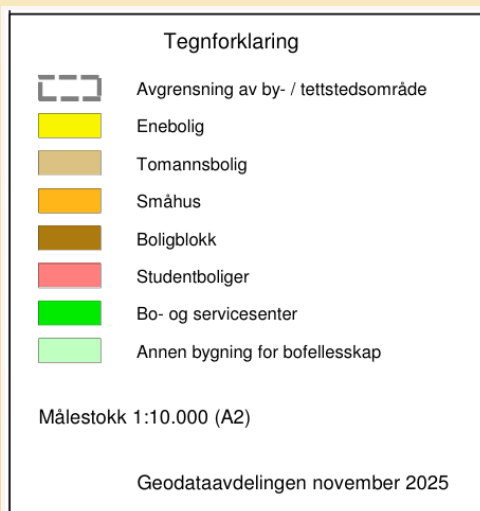 Tegnforklaring
Avgrensning av by- / tettstedsområde
Enebolig
Tomannsbolig
Småhus
Boligblokk
Studentboliger
Bo- og servicesenter
Annen bygning for bofellesskap
Målestokk 1:10.000 (A2)
Geodataavdelingen november 2025